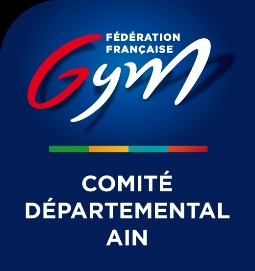 FÉDÉRATION
FRANÇAISE
Gym
COMITÉ
DÉPARTEMENTAL
AIN